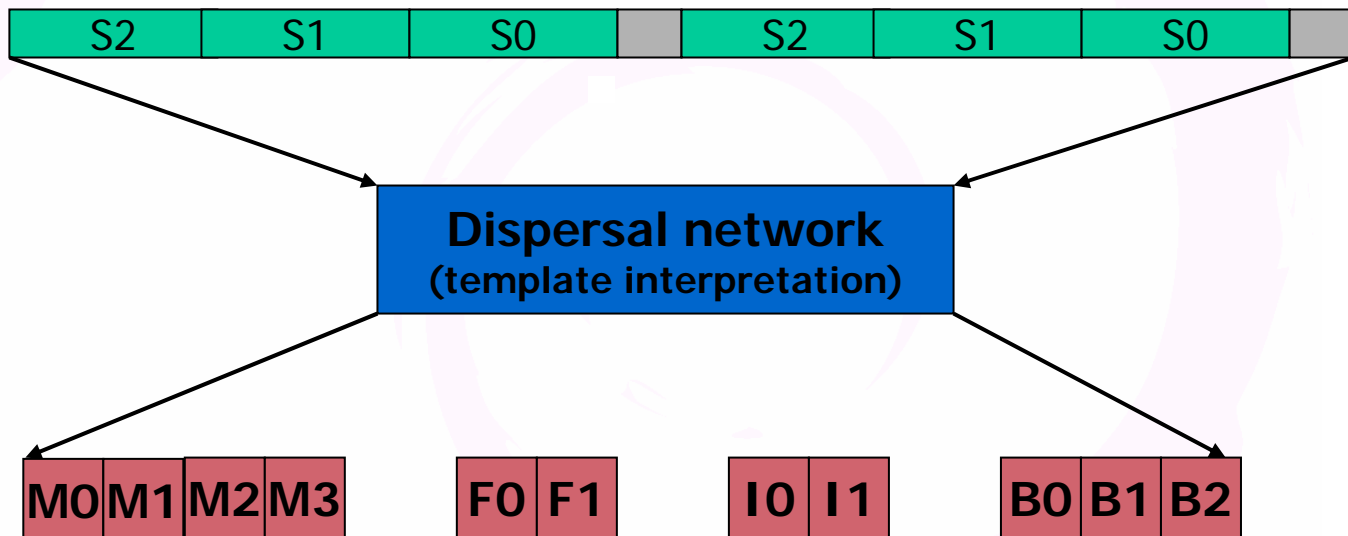 S2 S1 S0 S2 S1 S0
Dispersal network
(template interpretation)
M0 M1 M2 M3 F0 F1 I0 I1 B0 B1 B2